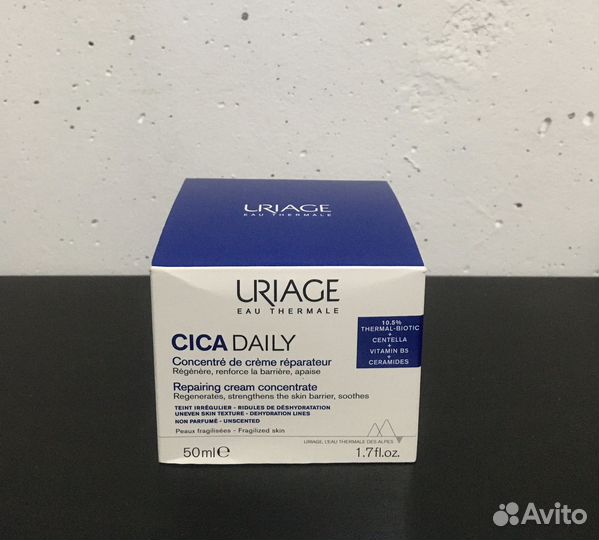 URIAGE
EAU THERMALE
URIAGE
EAU THERMALE
CICA DAILY
Concentré de crème réparateur
Régénère, renforce la barrière, apaise
Repairing cream concentrate
Regenerates, strengthens the skin barrier, soothes
TEINT IRRÉGULIER - RIDULES DE DÉSHYDRATATION
UNEVEN SKIN TEXTURE - DEHYDRATION LINES
NON PARFUMÉ - UNSCENTED
Peaux fragilisées - Fragilized skin
50ml℮
10.5%
THERMAL-BIOTIC
+
CENTELLA
+
VITAMIN B5
+
CERAMIDES
URIAGE, L'EAU THERMALE DES ALPES
1.7fl.oz.
Avito